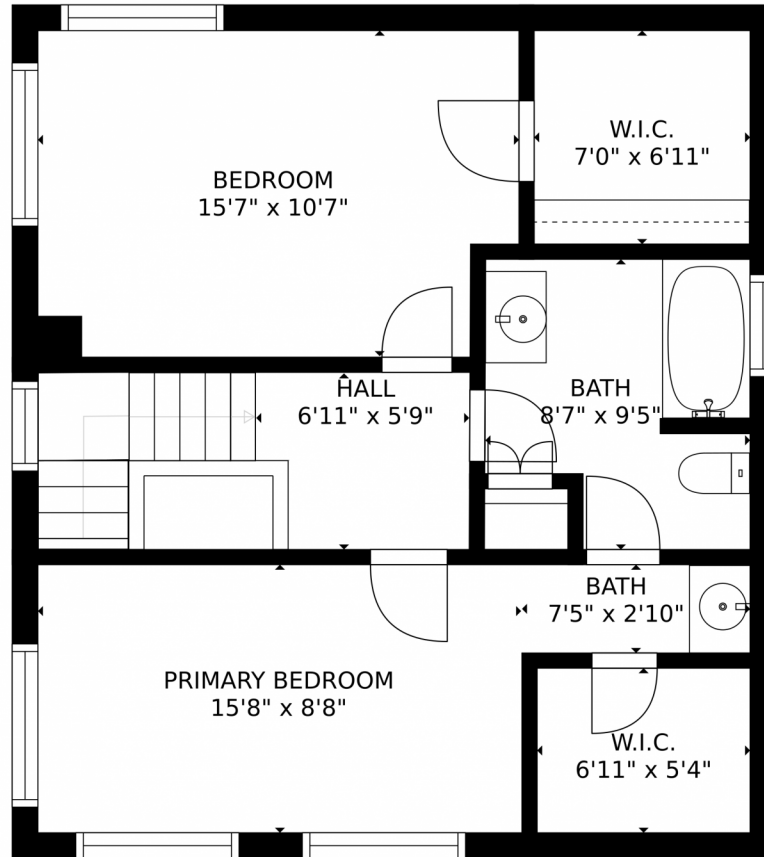 W.I.C.
7'0" x 6'11"
BEDROOM
15'7" x 10'7"
HALL
6'11" x 5'9"
BATH
8'7" x 9'5"
BATH
7'5" x 2'10"
PRIMARY BEDROOM
15'8" x 8'8"
W.I.C.
6'11" x 5'4"